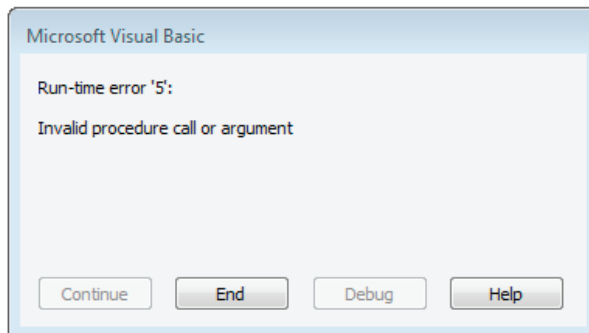 Microsoft Visual Basic
Run-time error '5':
Invalid procedure call or argument
Continue End Debug Help